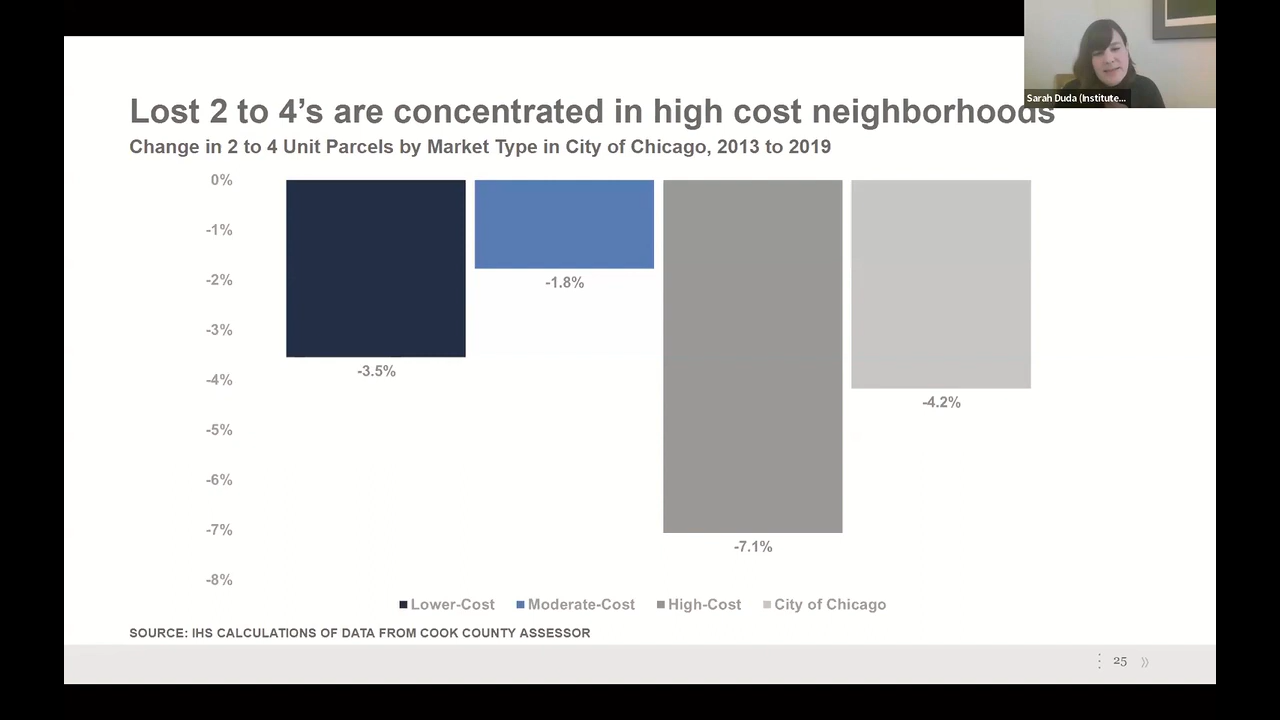 Sarah Duda (Institute...
Lost 2 to 4’s are concentrated in high cost neighborhoods
Change in 2 to 4 Unit Parcels by Market Type in City of Chicago, 2013 to 2019
0%
-1%
-2%
-3%
-4%
-5%
-6%
-7%
-8%
-3.5%
-1.8%
-7.1%
-4.2%
Lower-Cost Moderate-Cost High-Cost City of Chicago
SOURCE: IHS CALCULATIONS OF DATA FROM COOK COUNTY ASSESSOR
25